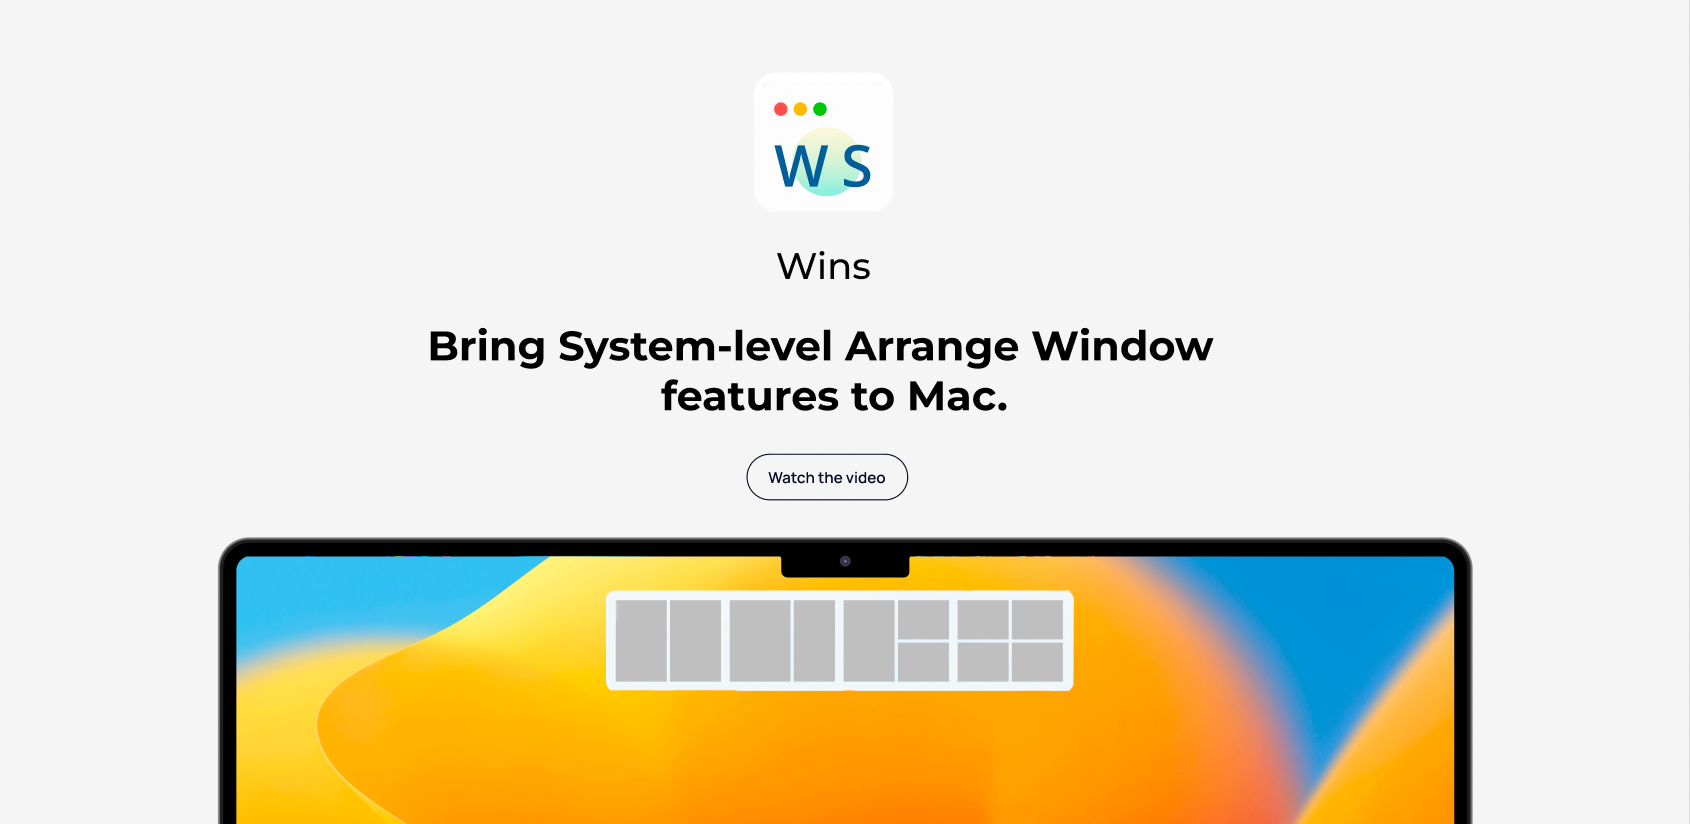 W S
Wins
Bring System-level Arrange Window
features to Mac.
Watch the video